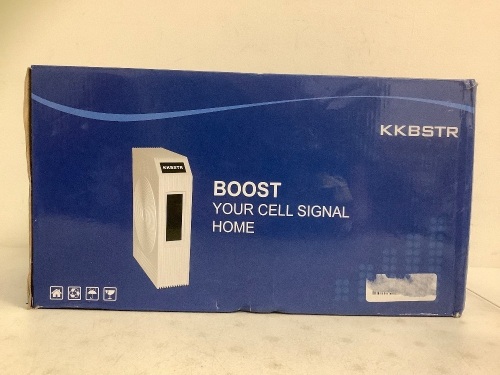 KKBSTR
KKBSTR
BOOST
YOUR CELL SIGNAL
HOME